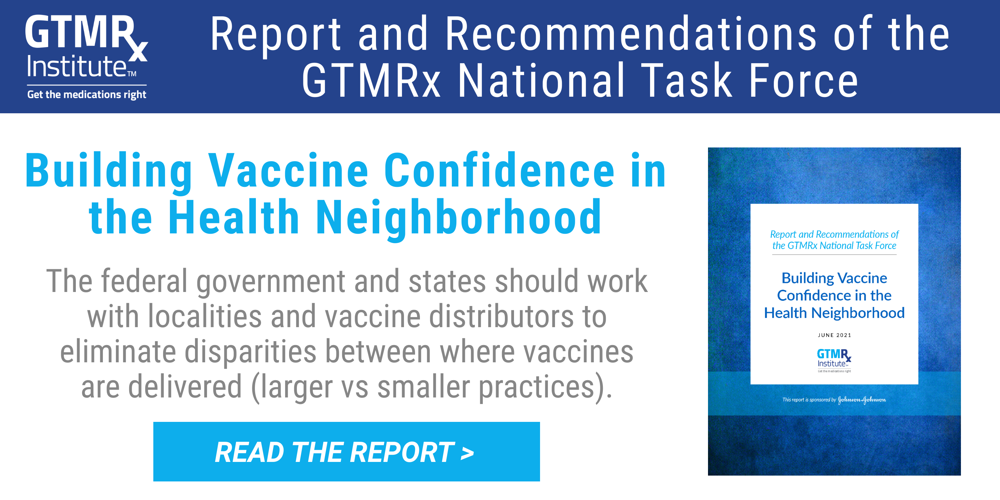 GTMRx
Institute™
Get the medications right
Report and Recommendations of the
GTMRx National Task Force
Building Vaccine Confidence in
the Health Neighborhood
The federal government and states should work
with localities and vaccine distributors to
eliminate disparities between where vaccines
are delivered (larger vs smaller practices).
READ THE REPORT >
Report and Recommendations of
the GTMRx National Task Force
Building Vaccine
Confidence in the
Health Neighborhood
JUNE 2021
GTMRx
Institute™
Get the medications right
This report is sponsored by Johnson & Johnson